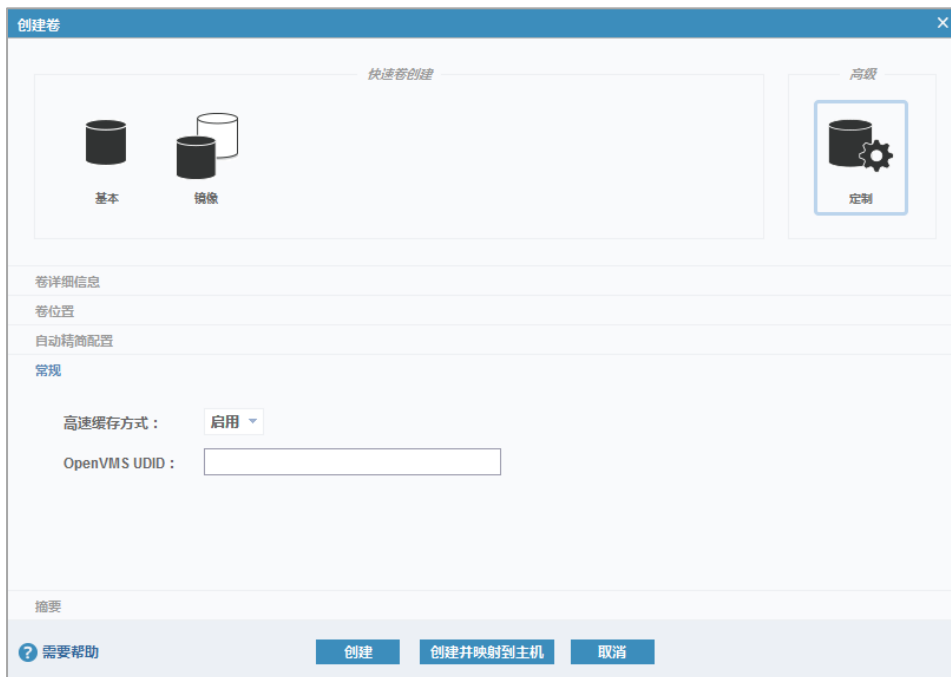 创建卷
快速卷创建
高级
基本
镜像
定制
卷详细信息
卷位置
自动精简配置
常规
高速缓存方式：
启用
OpenVMS UDID：
摘要
? 需要帮助
创建
创建并映射到主机
取消